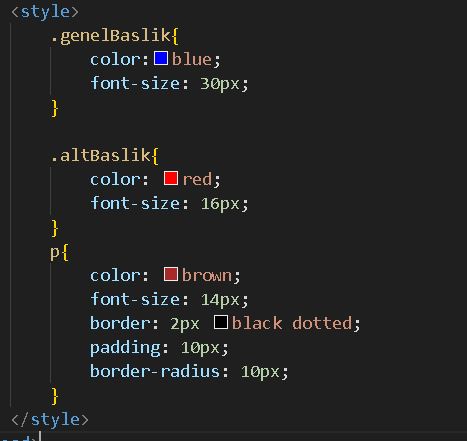 <style>
.genelBaslik{
color: blue;
font-size: 30px;
}
.altBaslik{
color: red;
font-size: 16px;
}
p{
color: brown;
font-size: 14px;
border: 2px black dotted;
padding: 10px;
border-radius: 10px;
}
</style>